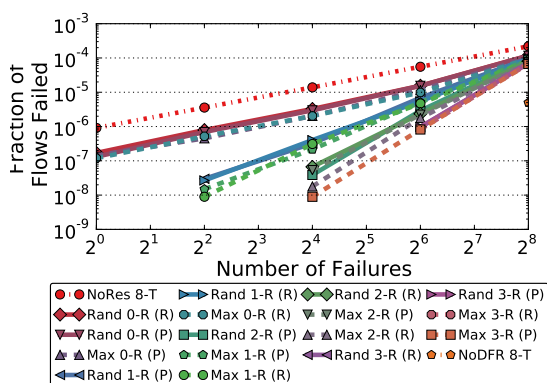 Fraction of
Flows Failed
10^-3
10^-4
10^-5
10^-6
10^-7
10^-8
10^-9
2^0 2^1 2^2 2^3 2^4 2^5 2^6 2^7 2^8
Number of Failures
NoRes 8-T Rand 1-R (R) Rand 2-R (R) Rand 3-R (P)
Rand 0-R (R) Max 0-R (R) Max 2-R (P) Max 3-R (R)
Rand 0-R (P) Rand 2-R (P) Max 2-R (R) Max 3-R (P)
Max 0-R (P) Max 1-R (P) Rand 3-R (R) NoDFR 8-T
Rand 1-R (P) Max 1-R (R)